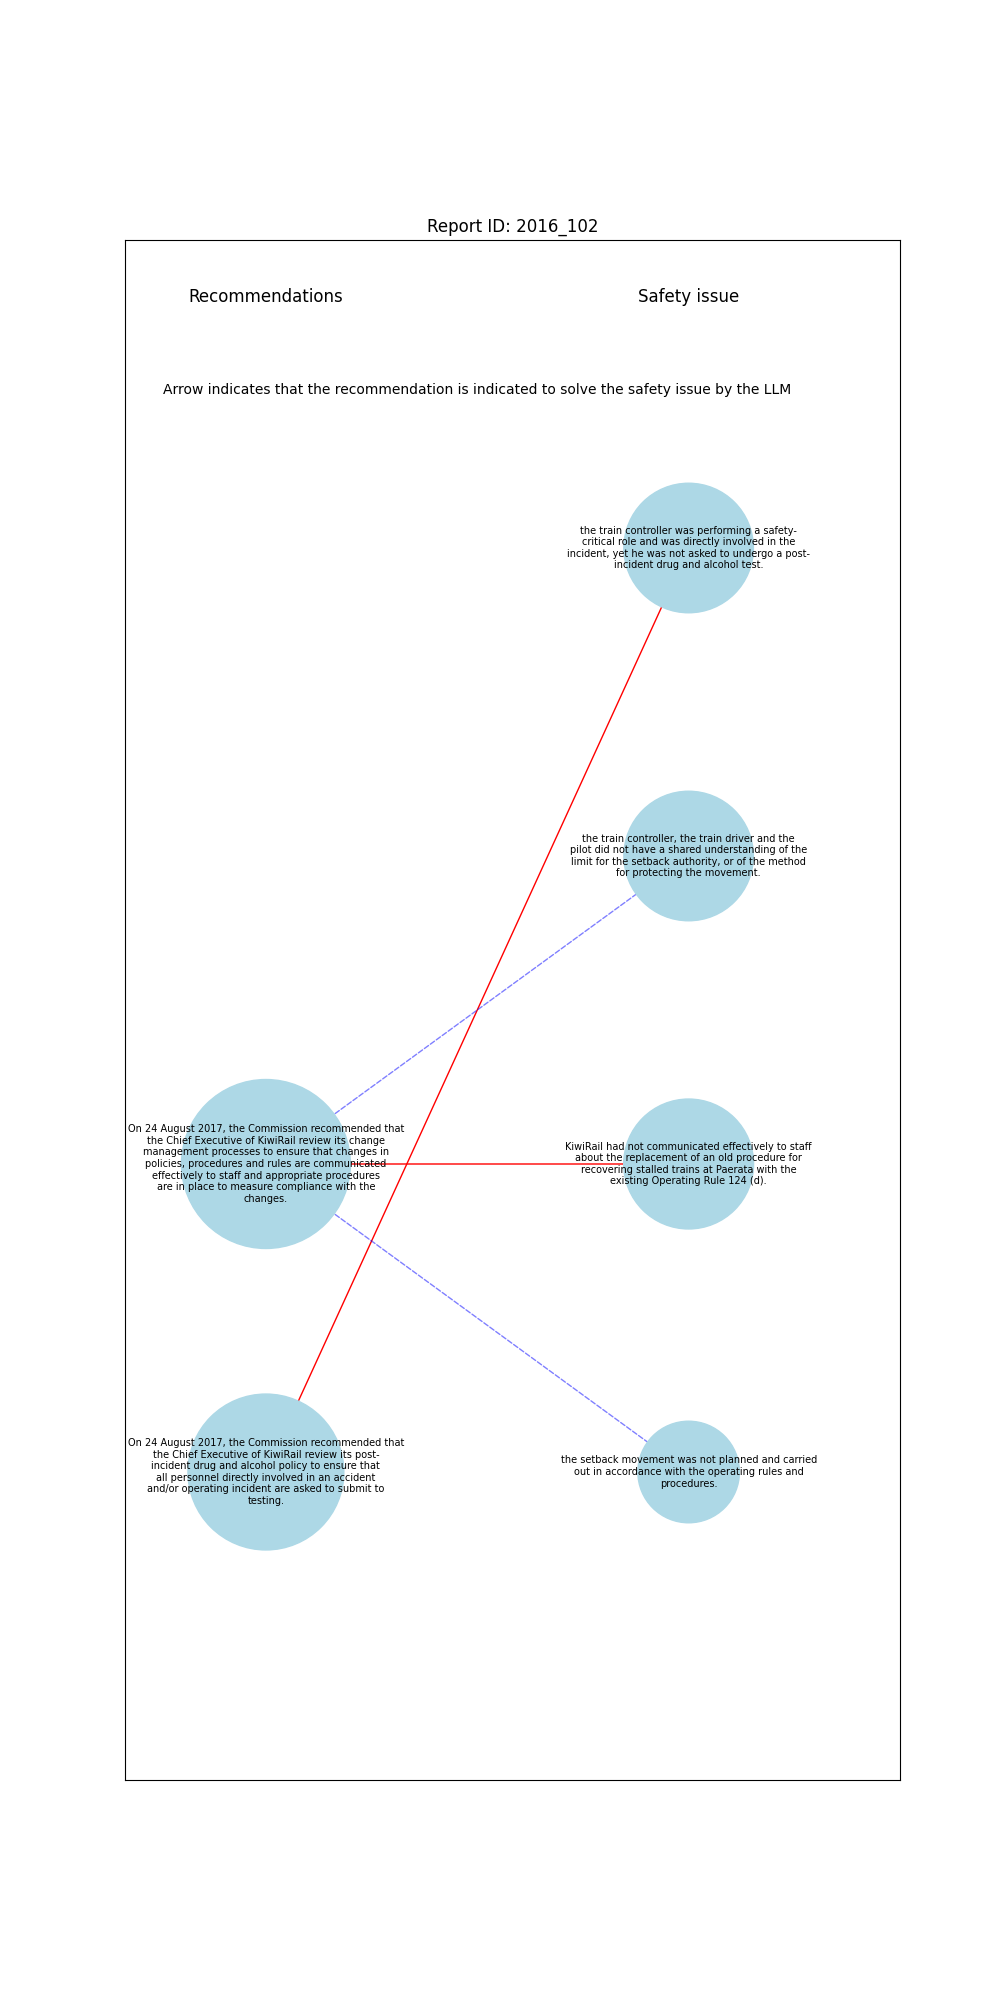 Report ID: 2016_102
Recommendations
Safety issue
Arrow indicates that the recommendation is indicated to solve the safety issue by the LLM
the train controller was performing a safety-
critical role and was directly involved in the
incident, yet he was not asked to undergo a post-
incident drug and alcohol test.
the train controller, the train driver and the
pilot did not have a shared understanding of the
limit for the setback authority, or of the method
for protecting the movement.
On 24 August 2017, the Commission recommended that
the Chief Executive of KiwiRail review its change
management processes to ensure that changes in
policies, procedures and rules are communicated
effectively to staff and appropriate procedures
are in place to measure compliance with the
changes.
KiwiRail had not communicated effectively to staff
about the replacement of an old procedure for
recovering stalled trains at Paerata with the
existing Operating Rule 124 (d).
On 24 August 2017, the Commission recommended that
the Chief Executive of KiwiRail review its post-
incident drug and alcohol policy to ensure that
all personnel directly involved in an accident
and/or operating incident are asked to submit to
testing.
the setback movement was not planned and carried
out in accordance with the operating rules and
procedures.